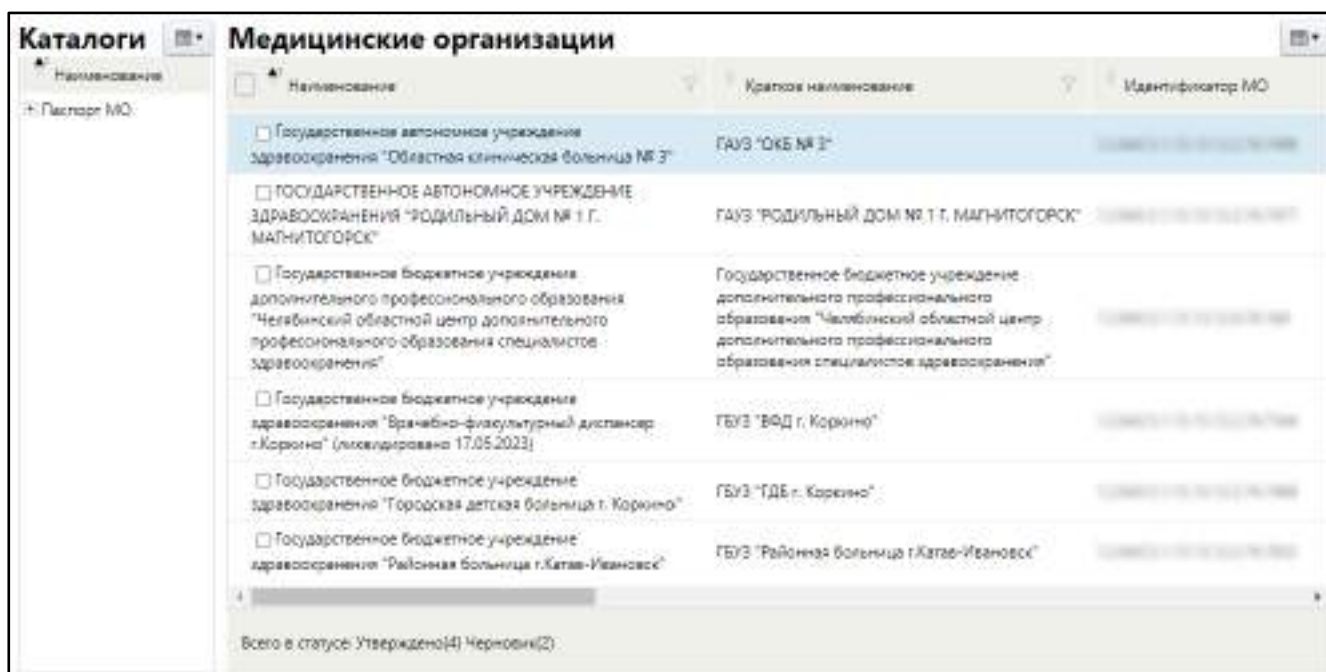 Каталоги
Медицинские организации
Наименование
Наименование
Краткое наименование
Идентификатор МО
+ Паспорт МО
Государственное автономное учреждение
здравоохранения "Областная клиническая больница № 3"
ГАУЗ "ОКБ № 3"
ГОСУДАРСТВЕННОЕ АВТОНОМНОЕ УЧРЕЖДЕНИЕ
ЗДРАВООХРАНЕНИЯ "РОДИЛЬНЫЙ ДОМ № 1 Г.
МАГНИТОГОРСК"
ГАУЗ "РОДИЛЬНЫЙ ДОМ № 1 Г. МАГНИТОГОРСК"
Государственное бюджетное учреждение
дополнительного профессионального образования
"Челябинский областной центр дополнительного
профессионального образования специалистов
здравоохранения"
Государственное бюджетное учреждение
дополнительного профессионального
образования "Челябинский областной центр
дополнительного профессионального
образования специалистов здравоохранения"
Государственное бюджетное учреждение
здравоохранения "Врачебно-физкультурный диспансер
г.Коркино" (ликвидировано 17.05.2023)
ГБУЗ "ВФД г. Коркино"
Государственное бюджетное учреждение
здравоохранения "Городская детская больница г. Коркино"
ГБУЗ "ГДБ г. Коркино"
Государственное бюджетное учреждение
здравоохранения "Районная больница г.Катав-Ивановск"
ГБУЗ "Районная больница г.Катав-Ивановск"
Всего в статусе: Утверждено(4) Черновик(2)